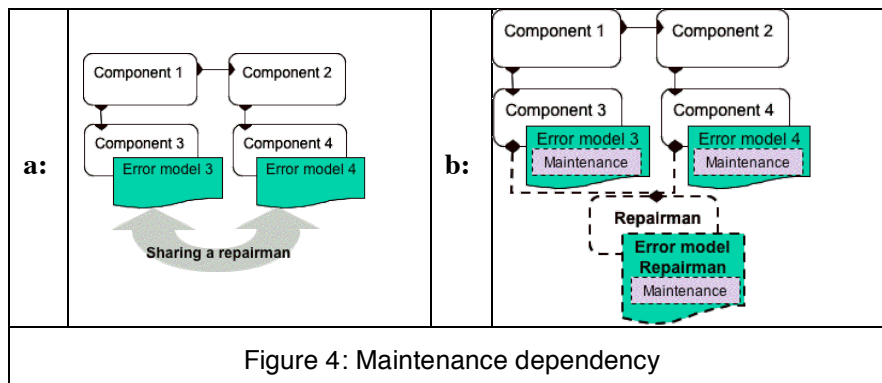 a:
Component 1
Component 2
Component 3
Component 4
Error model 3
Error model 4
Sharing a repairman
b:
Component 1
Component 2
Component 3
Component 4
Error model 3
Maintenance
Error model 4
Maintenance
Repairman
Error model
Repairman
Maintenance
Figure 4: Maintenance dependency